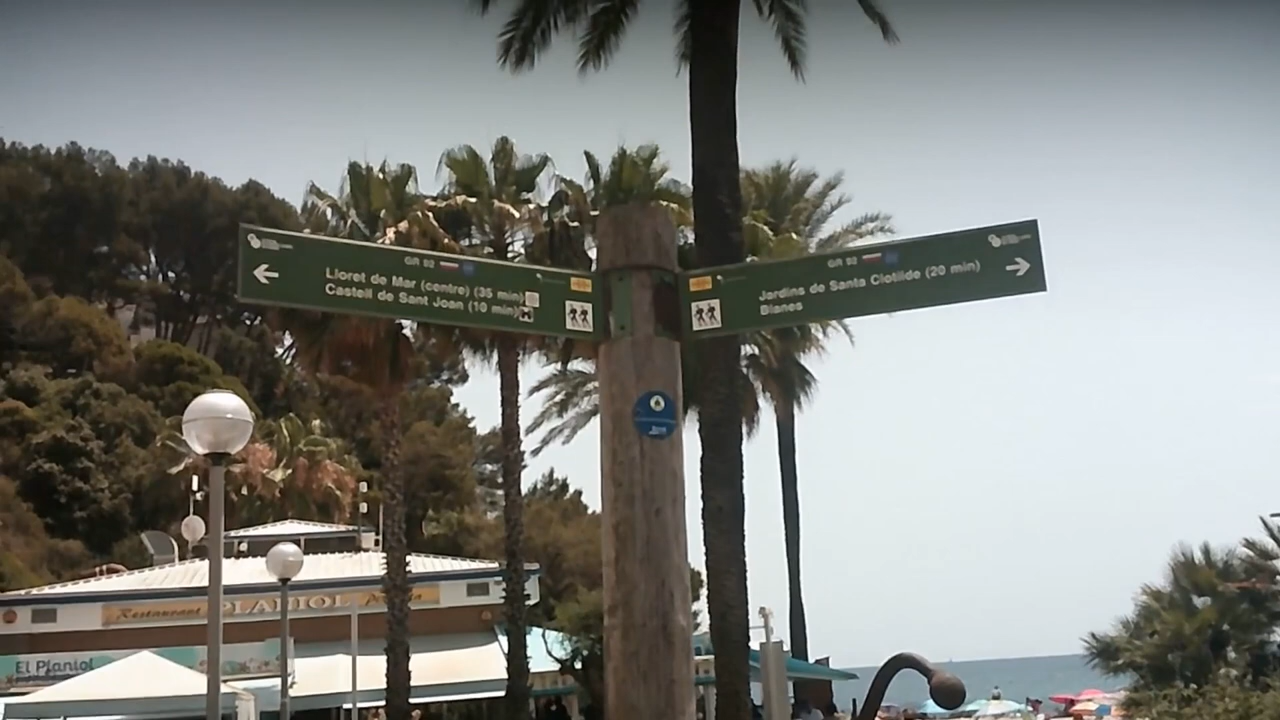 GR 92
Lloret de Mar (centre) (35 min)
Castell de Sant Joan (10 min)
GR 92
Jardins de Santa Clotilde (20 min)
Blanes
Restaurant PLANIOL
El Planiol